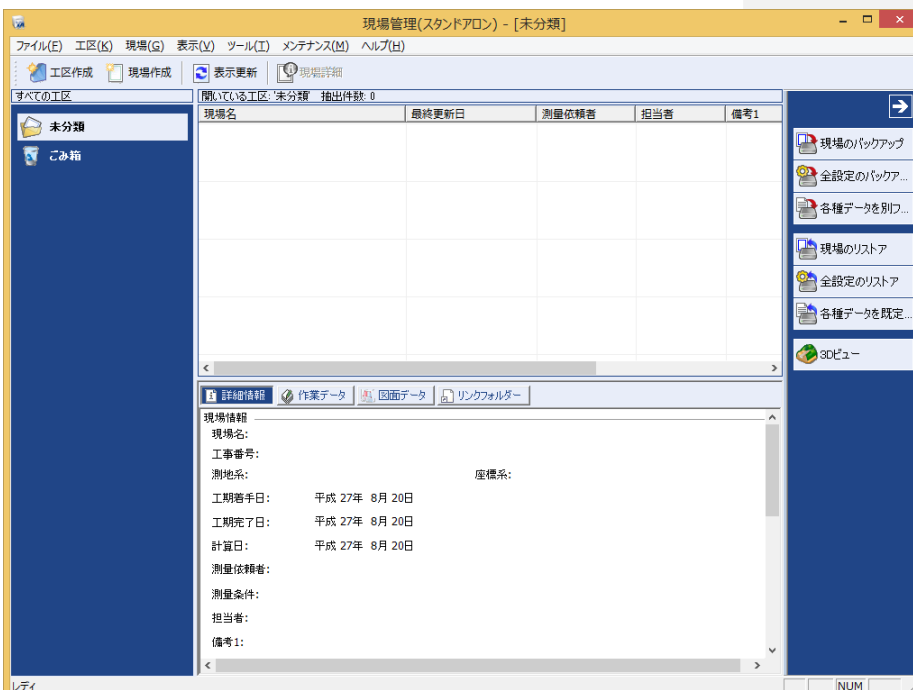 現場管理(スタンドアロン) - [未分類]
ファイル(F) 工区(K) 現場(G) 表示(V) ツール(T) メンテナンス(M) ヘルプ(H)
工区作成 現場作成 表示更新 現場詳細
すべての工区 開いている工区:'未分類' 抽出件数: 0
現場名 最終更新日 測量依頼者 担当者 備考1
未分類
ごみ箱
現場のバックアップ
全設定のバックア...
各種データを別フ...
現場のリストア
全設定のリストア
各種データを既定...
3Dビュー
詳細情報 作業データ 図面データ リンクフォルダー
現場情報
現場名:
工事番号:
測地系: 座標系:
工期着手日: 平成 27年 8月 20日
工期完了日: 平成 27年 8月 20日
計算日: 平成 27年 8月 20日
測量依頼者:
測量条件:
担当者:
備考1:
レディ NUM